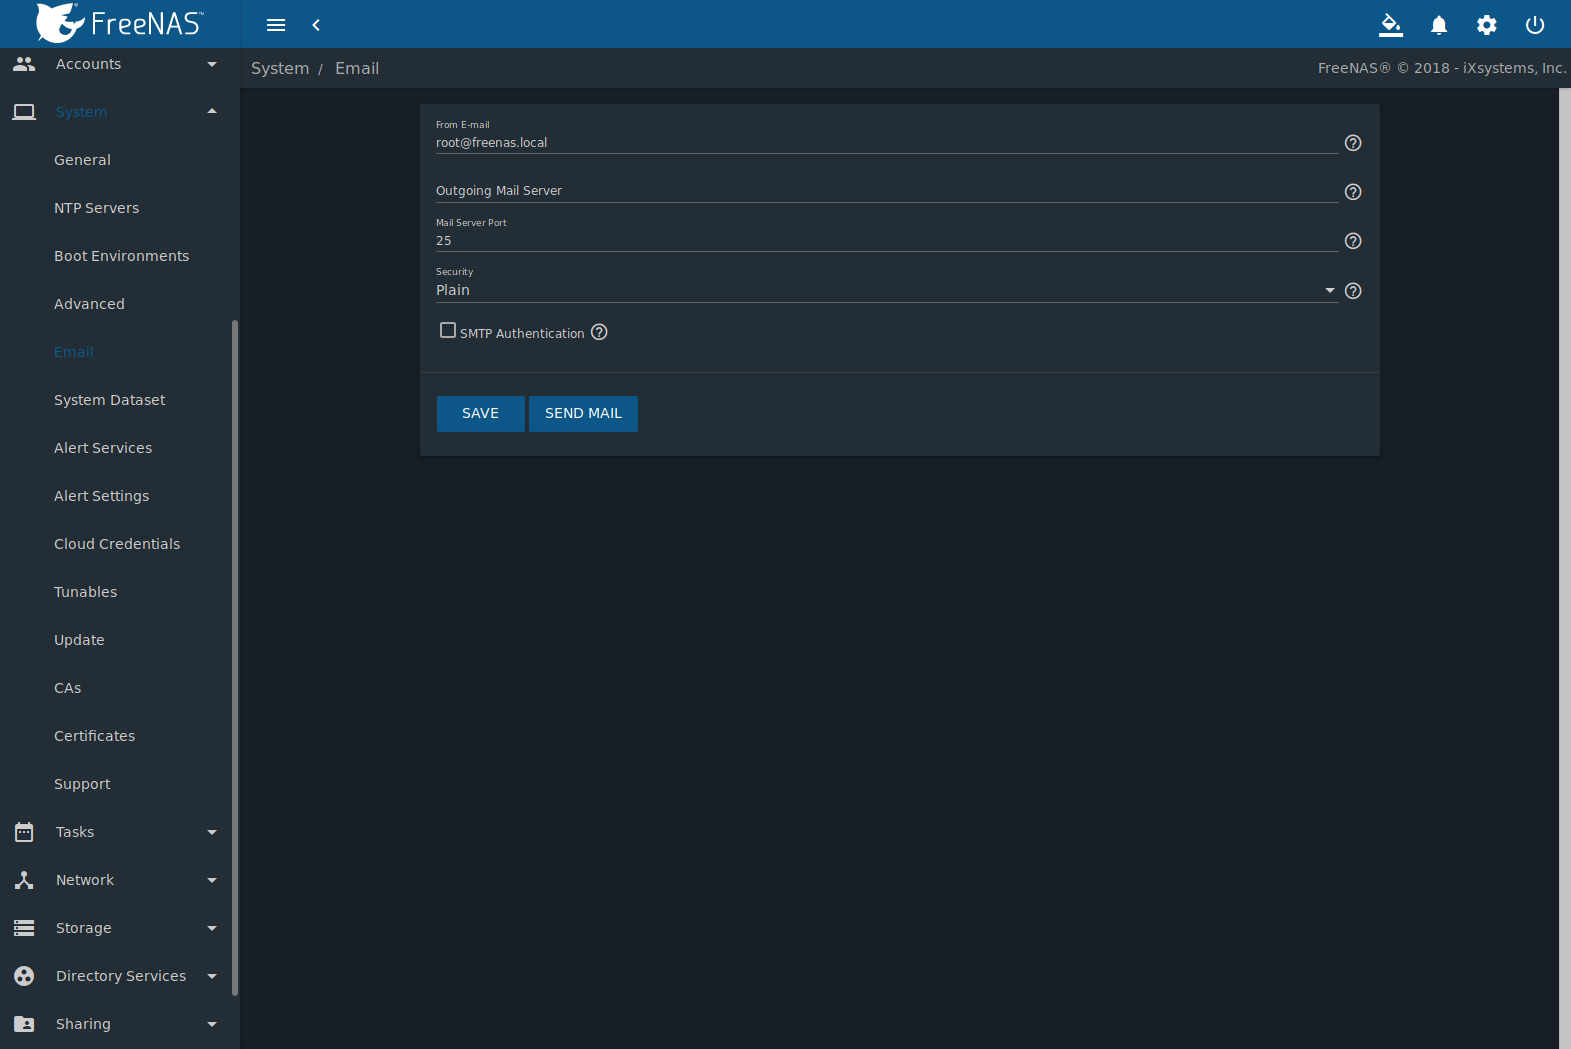 FreeNAS™
Accounts
System
General
NTP Servers
Boot Environments
Advanced
Email
System Dataset
Alert Services
Alert Settings
Cloud Credentials
Tunables
Update
CAs
Certificates
Support
Tasks
Network
Storage
Directory Services
Sharing
System / Email
FreeNAS® © 2018 - iXsystems, Inc.
From E-mail
root@freenas.local
Outgoing Mail Server
Mail Server Port
25
Security
Plain
SMTP Authentication
SAVE
SEND MAIL